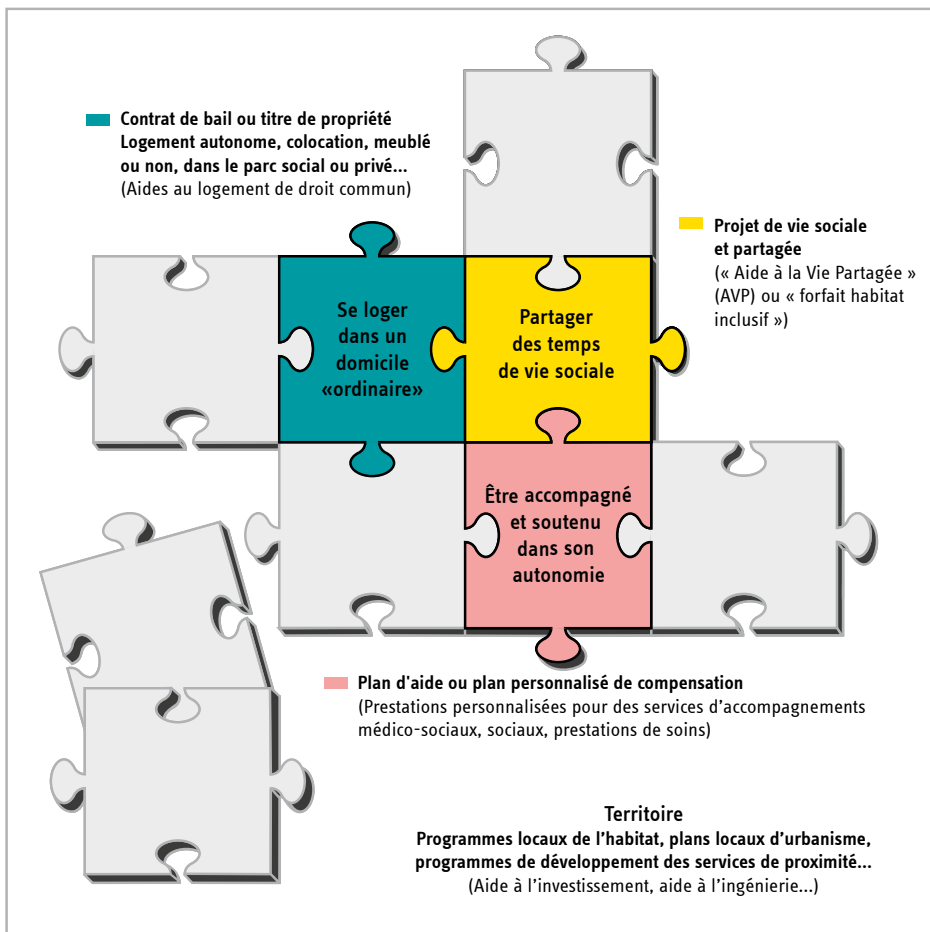 Contrat de bail ou titre de propriété
Logement autonome, colocation, meublé
ou non, dans le parc social ou privé...
(Aides au logement de droit commun)
Projet de vie sociale
et partagée
(« Aide à la Vie Partagée »
(AVP) ou « forfait habitat
inclusif »)
Se loger
dans un
domicile
«ordinaire»
Partager
des temps
de vie sociale
Être accompagné
et soutenu
dans son
autonomie
Plan d'aide ou plan personnalisé de compensation
(Prestations personnalisées pour des services d’accompagnements
médico-sociaux, sociaux, prestations de soins)
Territoire
Programmes locaux de l’habitat, plans locaux d’urbanisme,
programmes de développement des services de proximité...
(Aide à l’investissement, aide à l’ingénierie...)